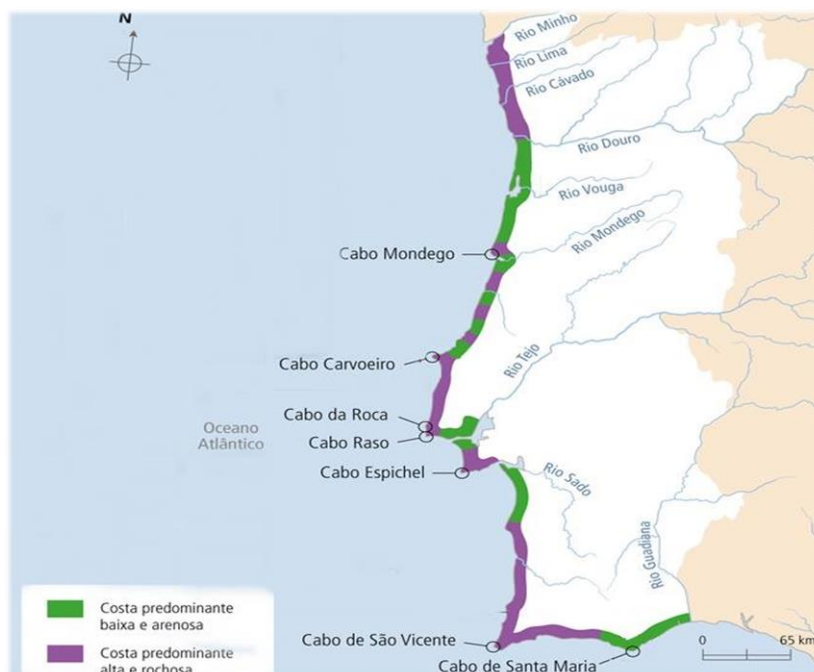 N
Rio Minho
Rio Lima
Rio Cávado
Rio Douro
Rio Vouga
Rio Mondego
Cabo Mondego
Rio Tejo
Cabo Carvoeiro
Cabo da Roca
Oceano
Atlântico
Cabo Raso
Cabo Espichel
Rio Sado
Rio Guadiana
Costa predominante
baixa e arenosa
Costa predominante
alta e rochosa
Cabo de São Vicente
Cabo de Santa Maria
0 65 km